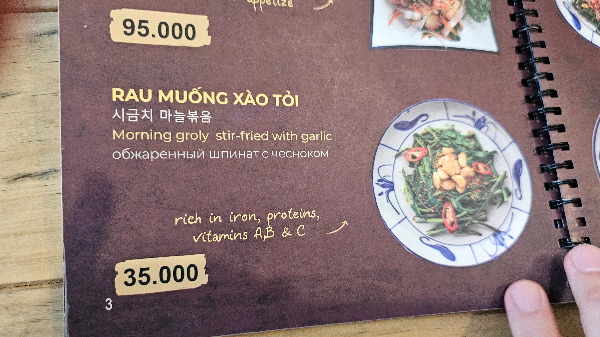 appetize
95.000
RAU MUỐNG XÀO TỎI
시금치 마늘볶음
Morning groly stir-fried with garlic
обжаренный шпинат с чесноком
rich in iron, proteins,
vitamins A,B & C
35.000
3